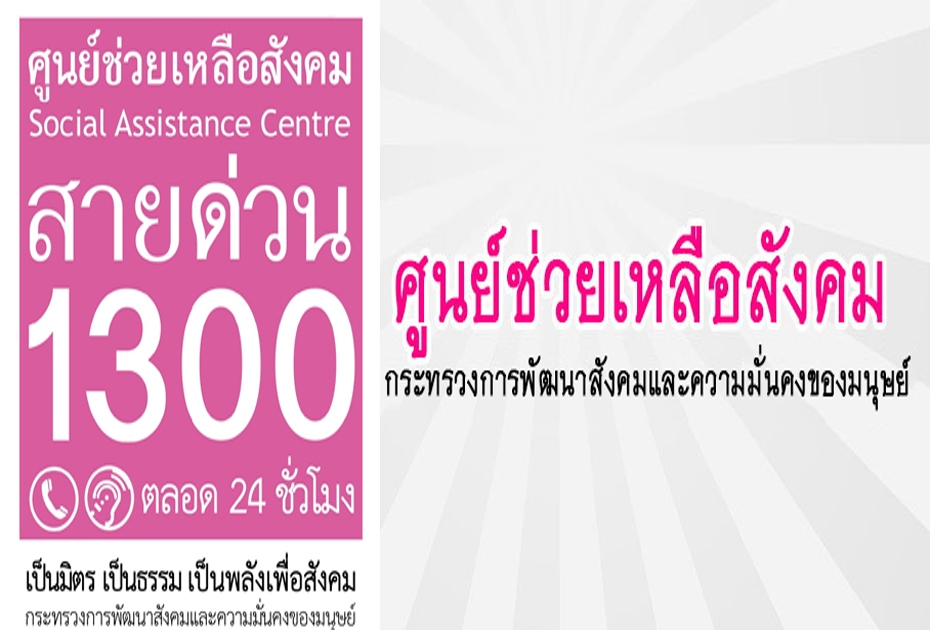 ศูนย์ช่วยเหลือสังคม
Social Assistance Centre
สายด่วน
1300
ตลอด 24 ชั่วโมง
เป็นมิตร เป็นธรรม เป็นพลังเพื่อสังคม
กระทรวงการพัฒนาสังคมและความมั่นคงของมนุษย์
ศูนย์ช่วยเหลือสังคม
กระทรวงการพัฒนาสังคมและความมั่นคงของมนุษย์